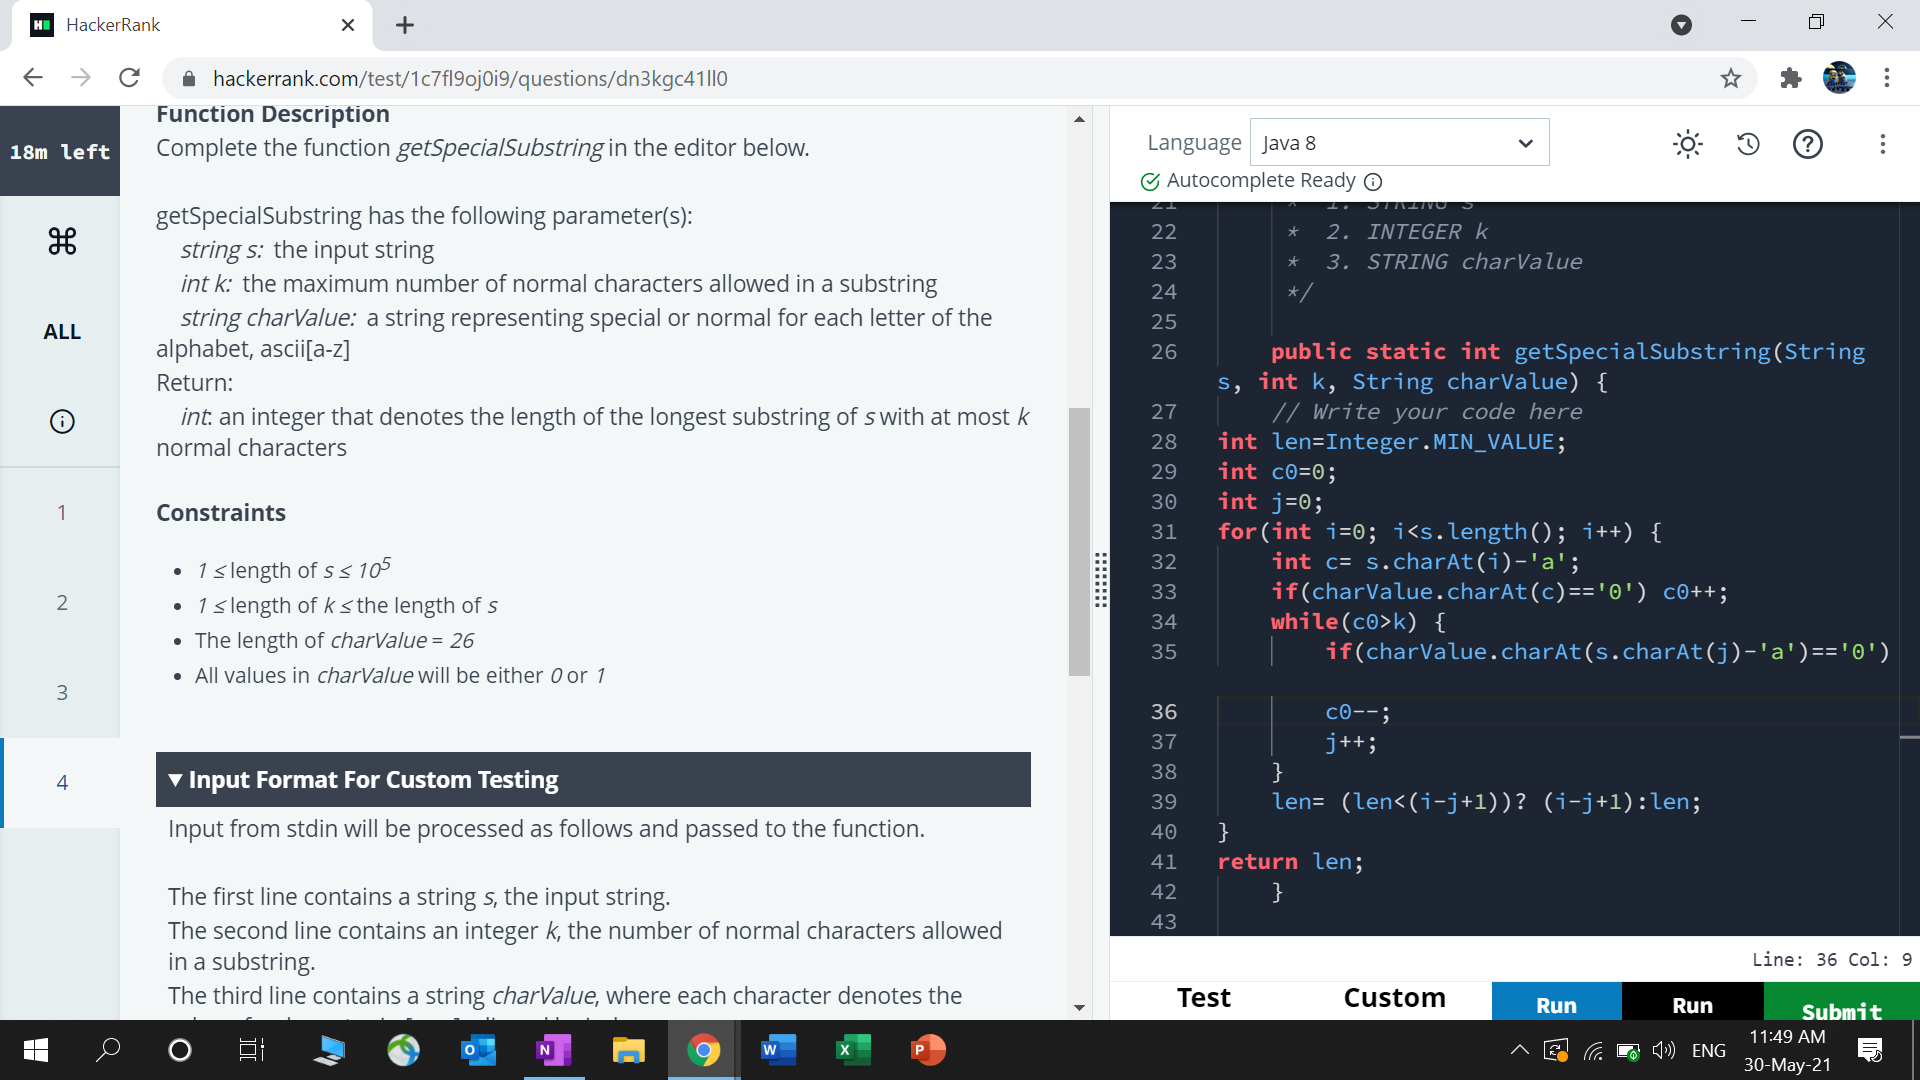 HackerRank
hackerrank.com/test/1c7fl9oj0i9/questions/dn3kgc41ll0
18m left
ALL
1
2
3
4
Function Description
Complete the function getSpecialSubstring in the editor below.
getSpecialSubstring has the following parameter(s):
string s: the input string
int k: the maximum number of normal characters allowed in a substring
string charValue: a string representing special or normal for each letter of the
alphabet, ascii[a-z]
Return:
int: an integer that denotes the length of the longest substring of s with at most k
normal characters
Constraints
• 1 ≤ length of s ≤ 10^5
• 1 ≤ length of k ≤ the length of s
• The length of charValue = 26
• All values in charValue will be either 0 or 1
▼ Input Format For Custom Testing
Input from stdin will be processed as follows and passed to the function.
The first line contains a string s, the input string.
The second line contains an integer k, the number of normal characters allowed
in a substring.
The third line contains a string charValue, where each character denotes the
Language Java 8
Autocomplete Ready
21 * 1. STRING s
22 * 2. INTEGER k
23 * 3. STRING charValue
24 */
25
26 public static int getSpecialSubstring(String
s, int k, String charValue) {
27 // Write your code here
28 int len=Integer.MIN_VALUE;
29 int c0=0;
30 int j=0;
31 for(int i=0; i<s.length(); i++) {
32 int c= s.charAt(i)-'a';
33 if(charValue.charAt(c)=='0') c0++;
34 while(c0>k) {
35 if(charValue.charAt(s.charAt(j)-'a')=='0')
36 c0--;
37 j++;
38 }
39 len= (len<(i-j+1))? (i-j+1):len;
40 }
41 return len;
42 }
43
Line: 36 Col: 9
Test
Custom
Run
Run
Submit
ENG
11:49 AM
30-May-21